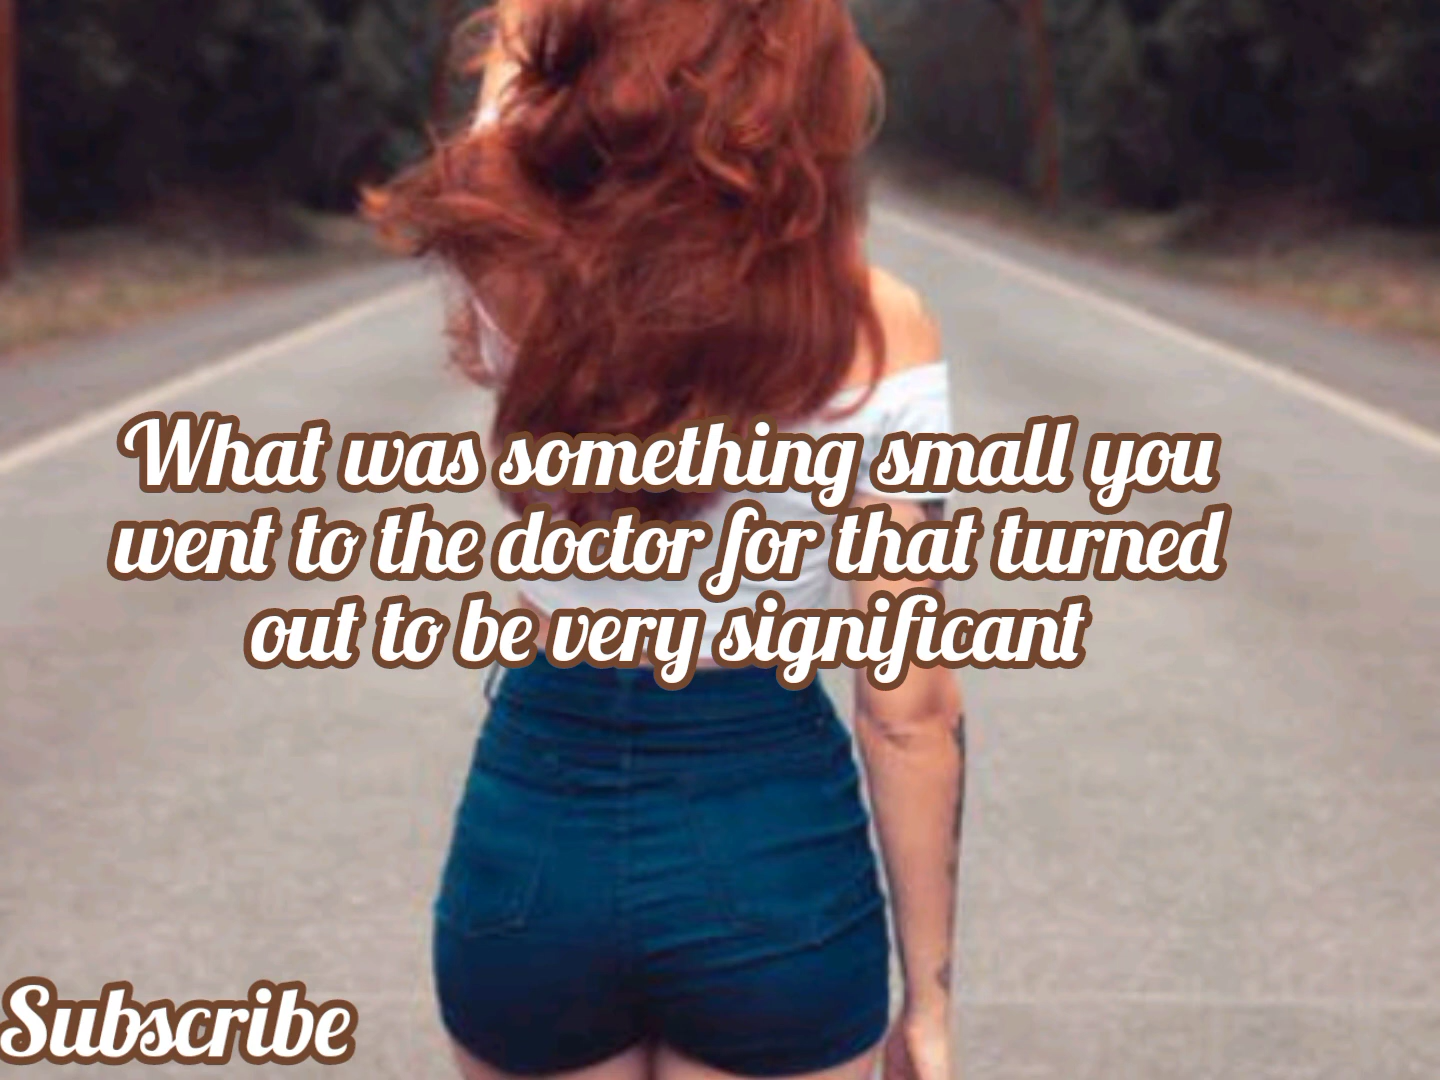 What was something small you
went to the doctor for that turned
out to be very significant
Subscribe